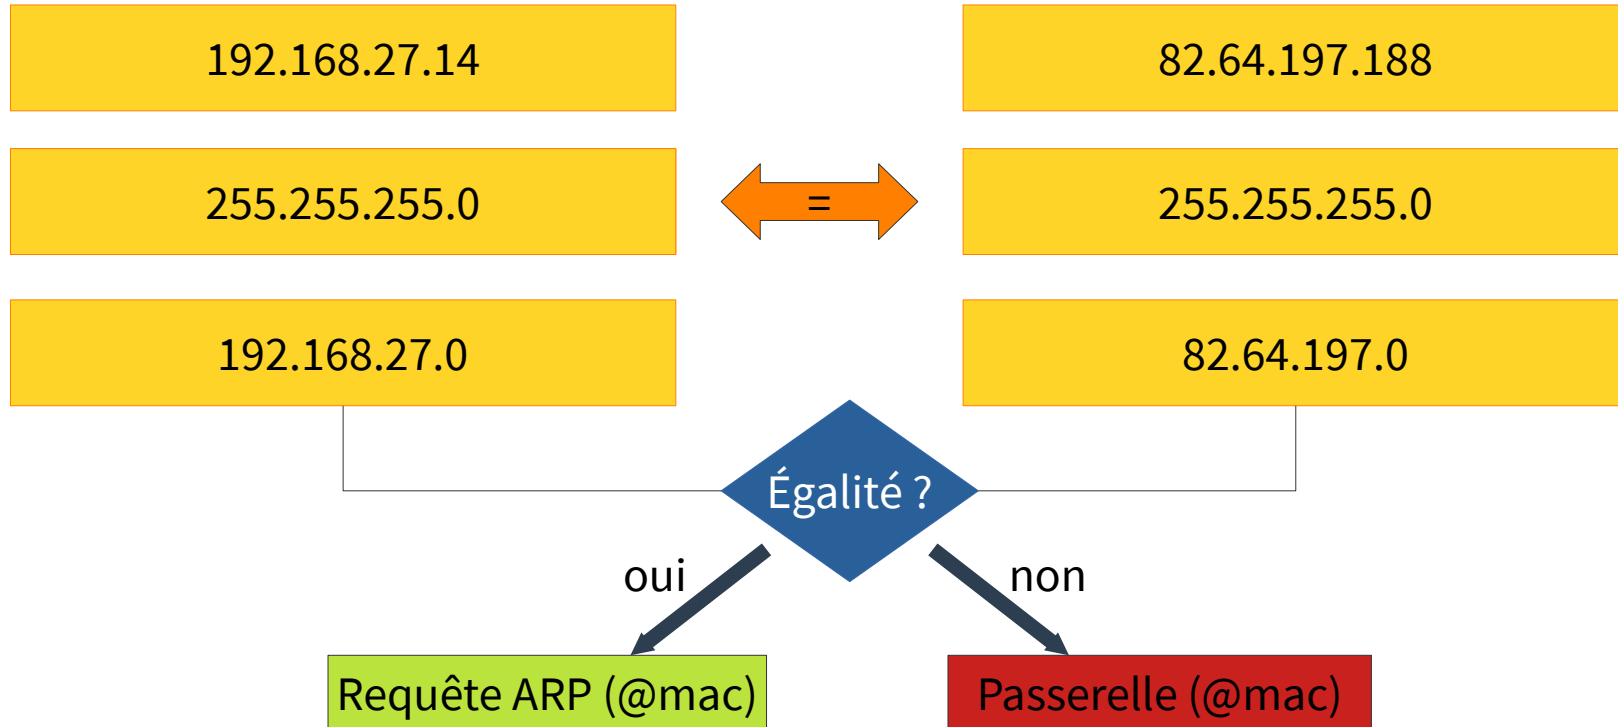 192.168.27.14
82.64.197.188
255.255.255.0
=
255.255.255.0
192.168.27.0
82.64.197.0
Égalité ?
oui
non
Requête ARP (@mac)
Passerelle (@mac)